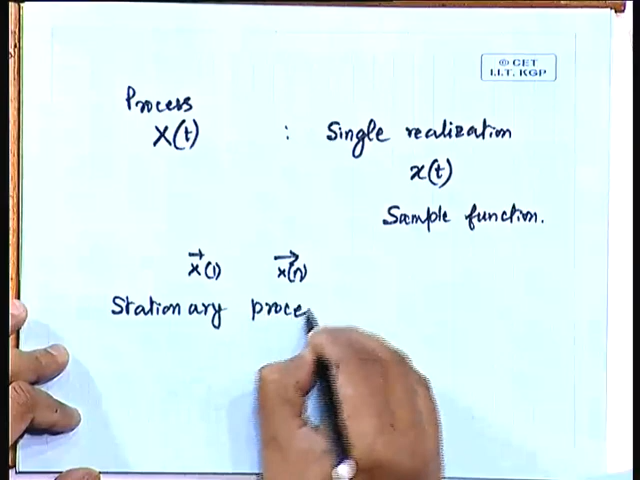 © CET
I.I.T. KGP
Process
X(t) : Single realization
x(t)
Sample function.
x⃗(1) x⃗(n)
Stationary proce